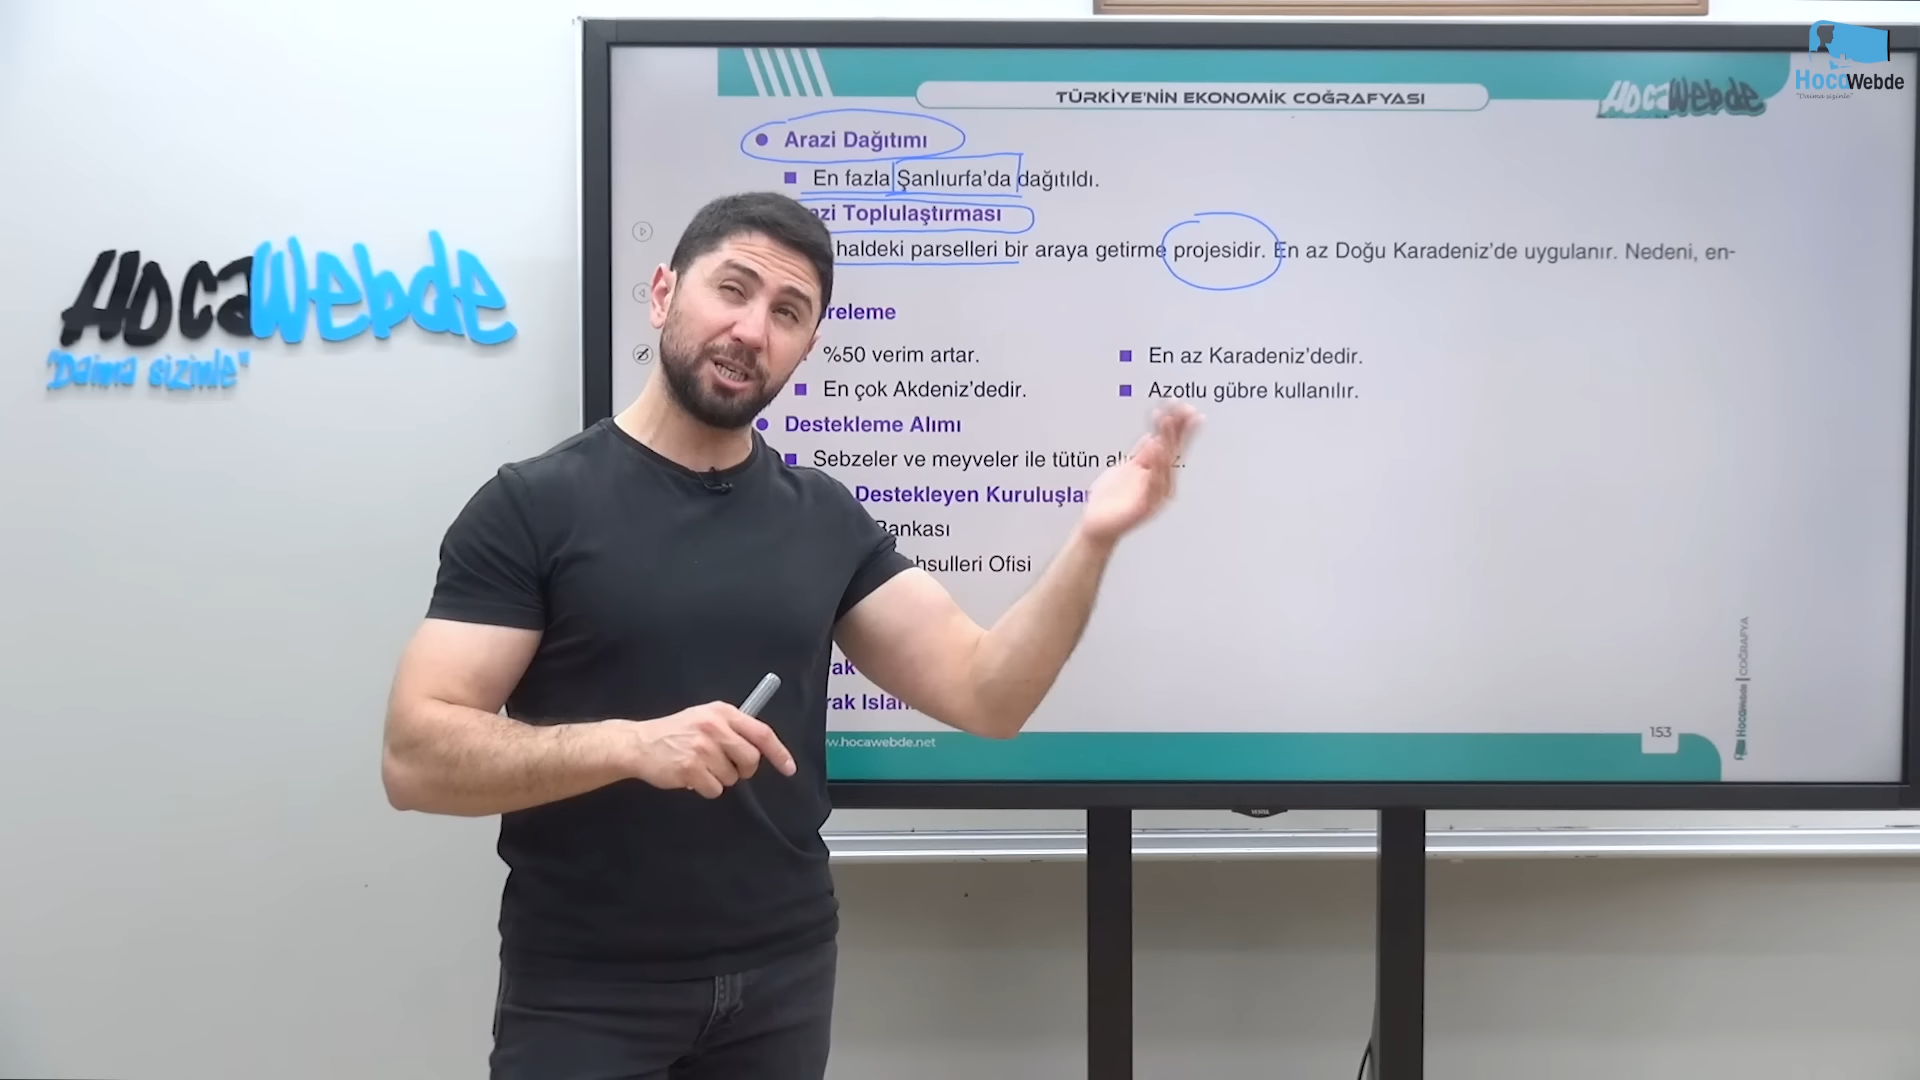 HocaWebde
"Daima sizinle"
HocaWebde
"Daima sizinle"
TÜRKİYE'NİN EKONOMİK COĞRAFYASI
HocaWebde
Arazi Dağıtımı
En fazla Şanlıurfa'da dağıtıldı.
azi Toplulaştırması
haldeki parselleri bir araya getirme projesidir. En az Doğu Karadeniz'de uygulanır. Nedeni, en-
releme
%50 verim artar.
En az Karadeniz'dedir.
En çok Akdeniz'dedir.
Azotlu gübre kullanılır.
Destekleme Alımı
Sebzeler ve meyveler ile tütün al z.
Destekleyen Kuruluşlar
Bankası
hsulleri Ofisi
rak
rak Islah
w.hocawebde.net
153
HocaWebde | COĞRAFYA